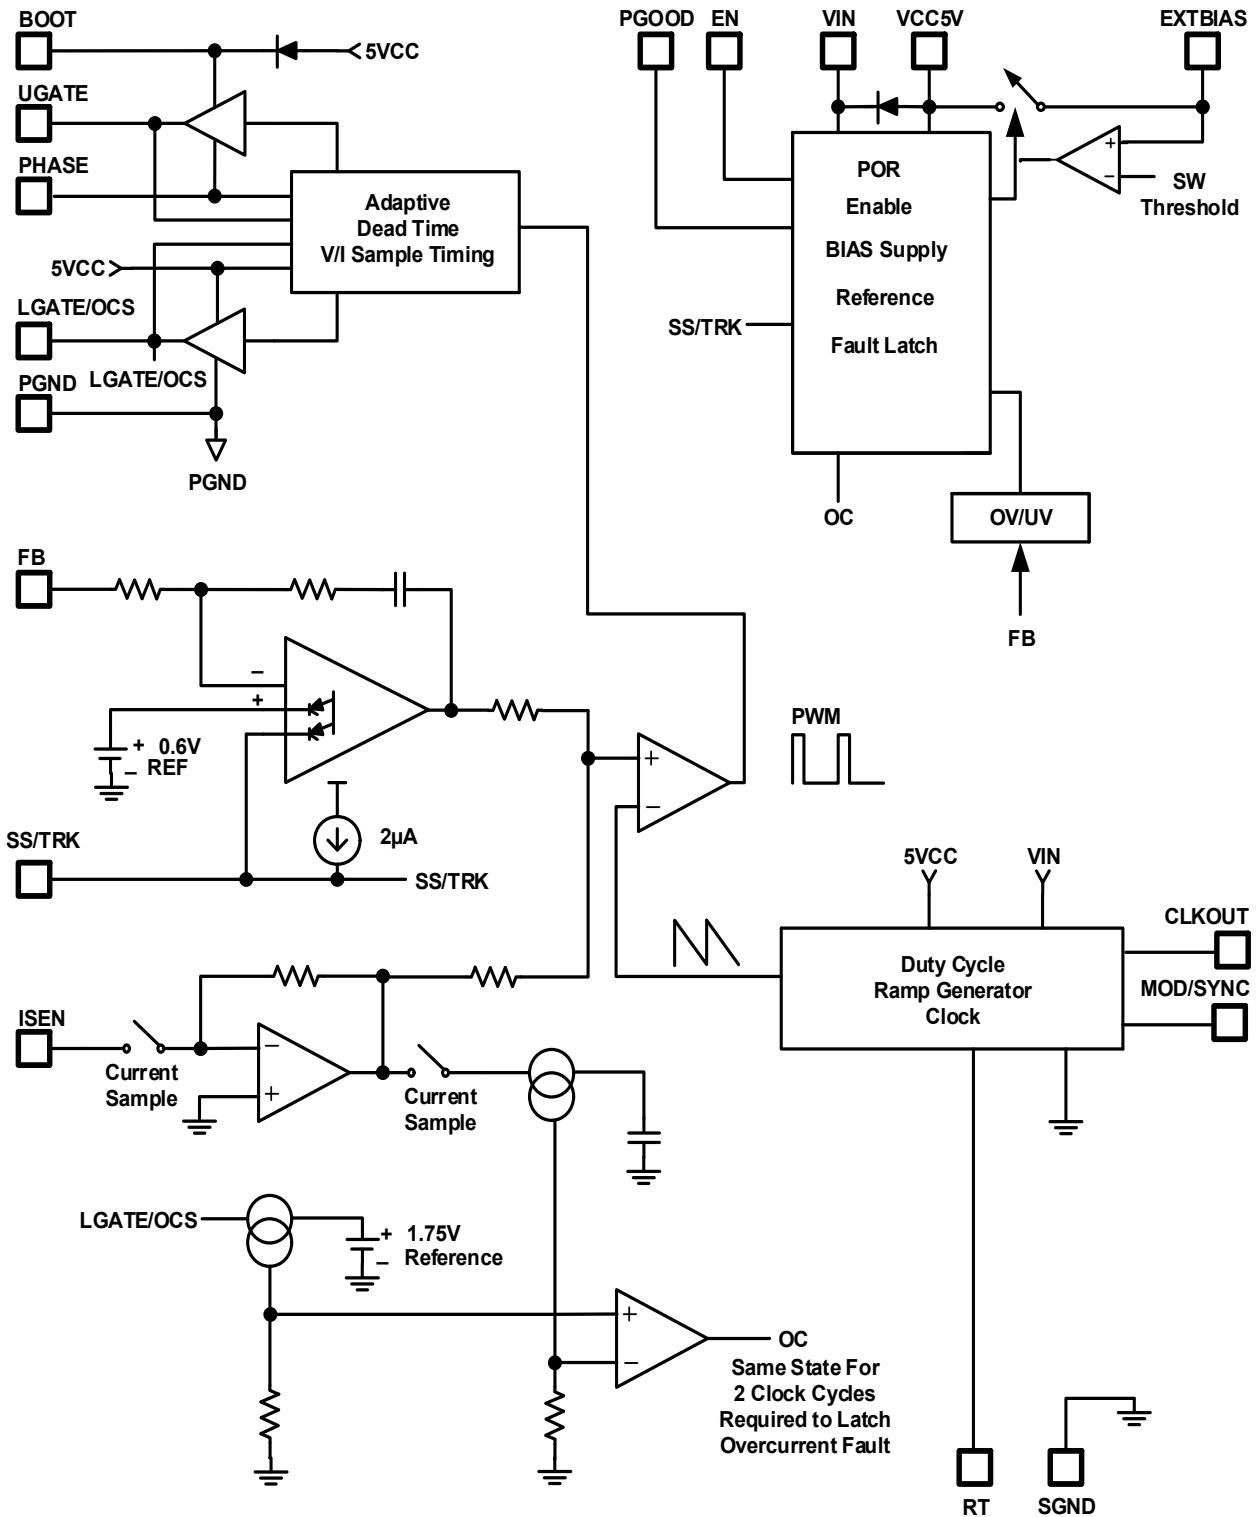 BOOT
5VCC
UGATE
PHASE
Adaptive
Dead Time
V/I Sample Timing
5VCC
LGATE/OCS
LGATE/OCS
PGND
PGND
PGOOD
EN
VIN
VCC5V
EXTBIAS
POR
Enable
BIAS Supply
Reference
Fault Latch
+
−
SW
Threshold
SS/TRK
OC
OV/UV
FB
FB
−
+
+ 0.6V
− REF
2µA
SS/TRK
SS/TRK
+
−
PWM
5VCC
VIN
Duty Cycle
Ramp Generator
Clock
CLKOUT
MOD/SYNC
ISEN
Current
Sample
−
+
Current
Sample
LGATE/OCS
+ 1.75V
− Reference
+
−
OC
Same State For
2 Clock Cycles
Required to Latch
Overcurrent Fault
RT
SGND